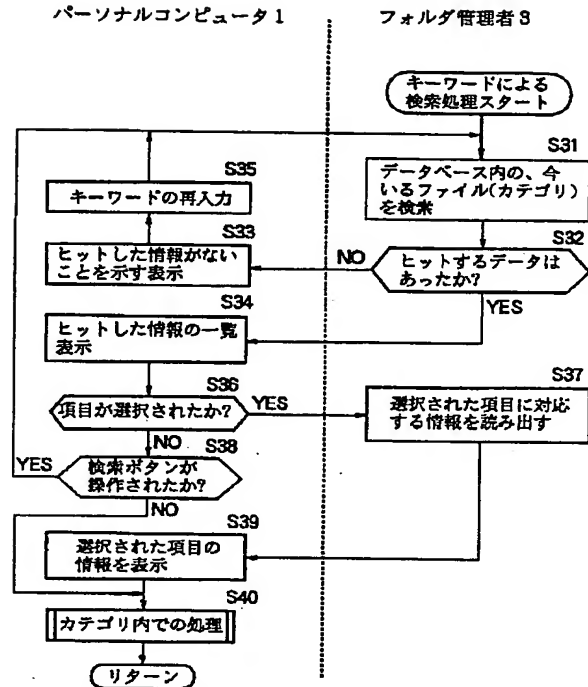 パーソナルコンピュータ1
フォルダ管理者3
キーワードによる
検索処理スタート
S31
データベース内の、今
いるファイル(カテゴリ)
を検索
S32
ヒットするデータは
あったか?
NO
YES
S35
キーワードの再入力
S33
ヒットした情報がない
ことを示す表示
S34
ヒットした情報の一覧
表示
S36
項目が選択されたか?
YES
NO
S37
選択された項目に対応
する情報を読み出す
S38
検索ボタンが
操作されたか?
YES
NO
S39
選択された項目の
情報を表示
S40
カテゴリ内での処理
リターン